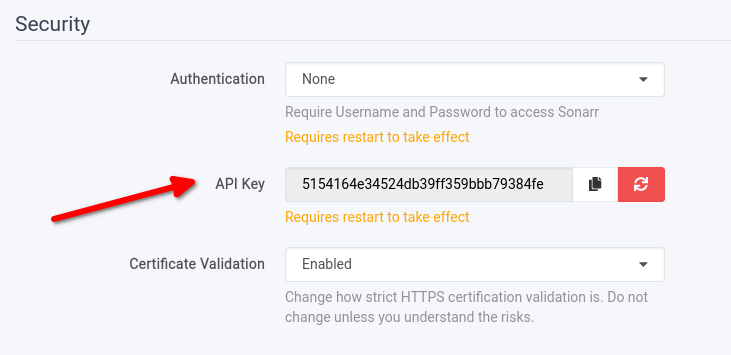 Security
Authentication
None
Require Username and Password to access Sonarr
Requires restart to take effect
API Key
5154164e34524db39ff359bbb79384fe
Requires restart to take effect
Certificate Validation
Enabled
Change how strict HTTPS certification validation is. Do not
change unless you understand the risks.